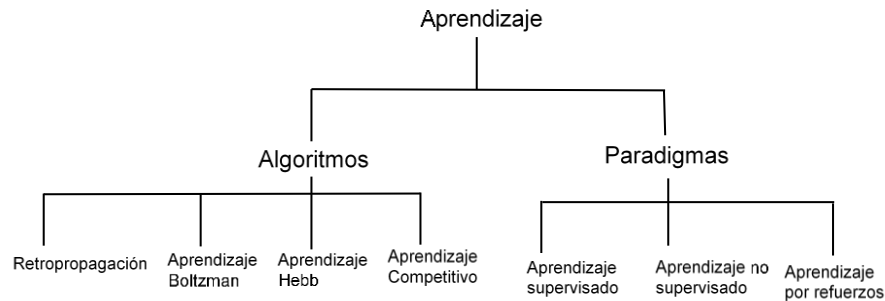 Aprendizaje
Algoritmos
Paradigmas
Retropropagación
Aprendizaje
Boltzman
Aprendizaje
Hebb
Aprendizaje
Competitivo
Aprendizaje
supervisado
Aprendizaje no
supervisado
Aprendizaje
por refuerzos